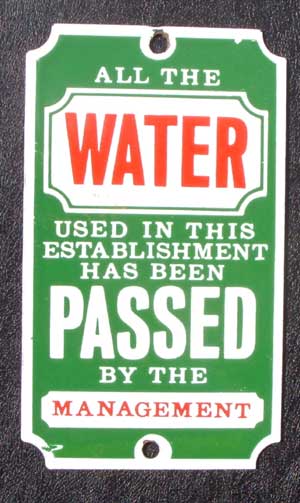 ALL THE
WATER
USED IN THIS
ESTABLISHMENT
HAS BEEN
PASSED
BY THE
MANAGEMENT